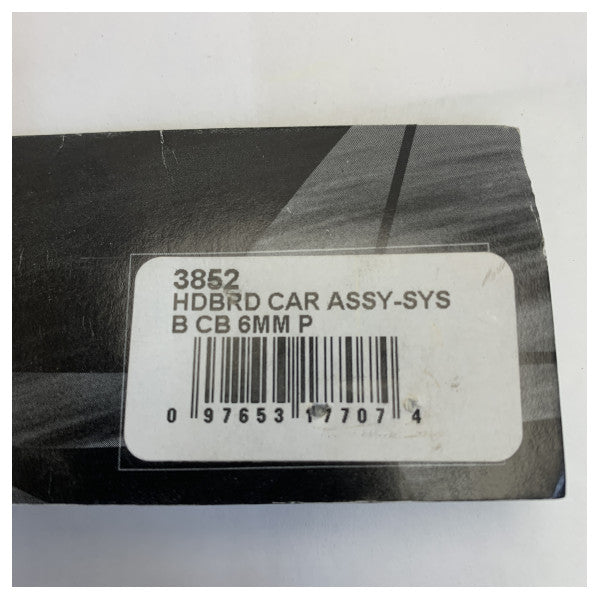 3852
HDBRD CAR ASSY-SYS
B CB 6MM P
0 97653 17707 4